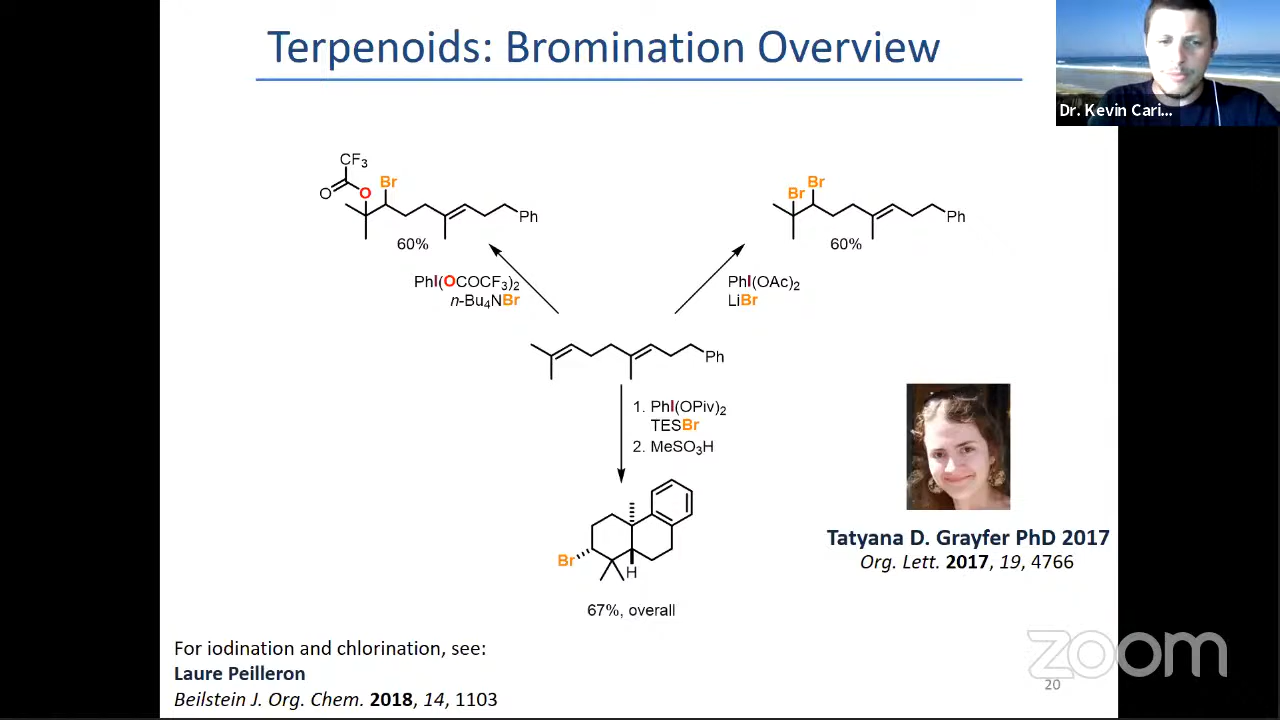 Terpenoids: Bromination Overview
Dr. Kevin Cari...
CF₃
O
O
Br
Ph
60%
Br
Br
Ph
60%
PhI(OCOCF₃)₂
n-Bu₄NBr
PhI(OAc)₂
LiBr
Ph
1. PhI(OPiv)₂
TESBr
2. MeSO₃H
Br
H
67%, overall
Tatyana D. Grayfer PhD 2017
Org. Lett. 2017, 19, 4766
For iodination and chlorination, see:
Laure Peilleron
Beilstein J. Org. Chem. 2018, 14, 1103
zoom
20